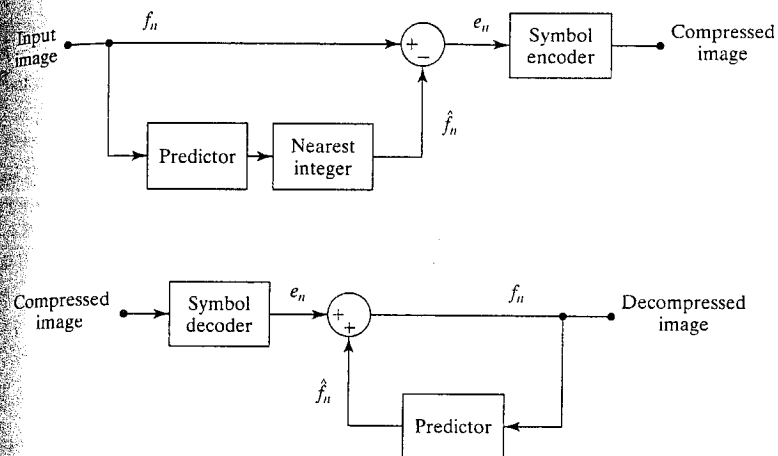 f_n
Input
image
+
−
e_n
Symbol
encoder
Compressed
image
f̂_n
Predictor
Nearest
integer
Compressed
image
Symbol
decoder
e_n
+
+
f_n
Decompressed
image
f̂_n
Predictor